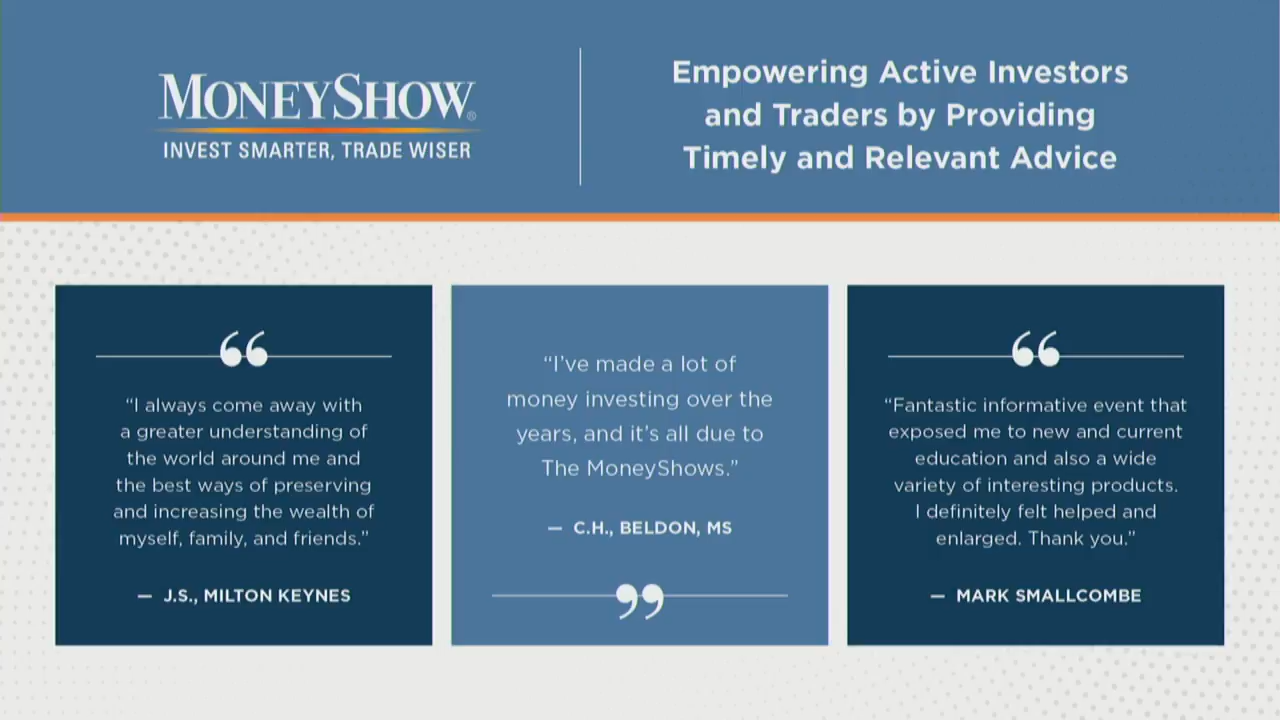 MONEYSHOW®
INVEST SMARTER, TRADE WISER
Empowering Active Investors
and Traders by Providing
Timely and Relevant Advice
“I always come away with
a greater understanding of
the world around me and
the best ways of preserving
and increasing the wealth of
myself, family, and friends.”
— J.S., MILTON KEYNES
“I’ve made a lot of
money investing over the
years, and it’s all due to
The MoneyShows.”
— C.H., BELDON, MS
“Fantastic informative event that
exposed me to new and current
education and also a wide
variety of interesting products.
I definitely felt helped and
enlarged. Thank you.”
— MARK SMALLCOMBE